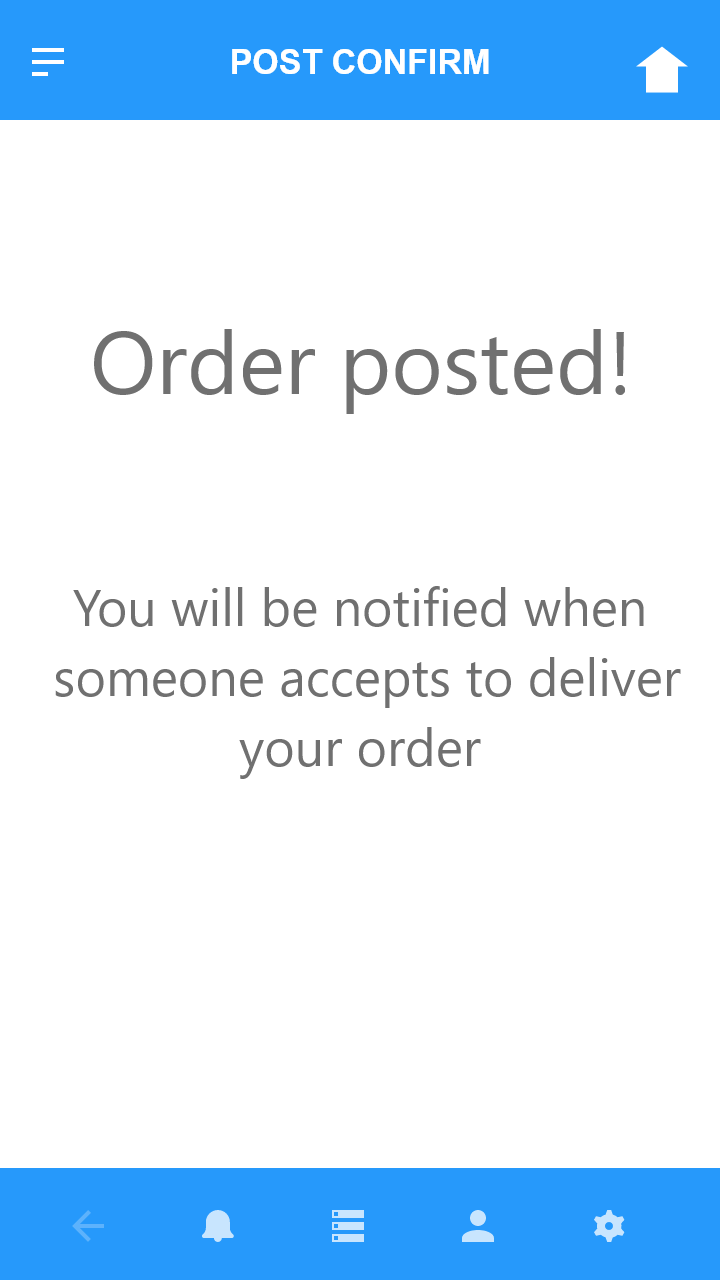 POST CONFIRM
Order posted!
You will be notified when
someone accepts to deliver
your order